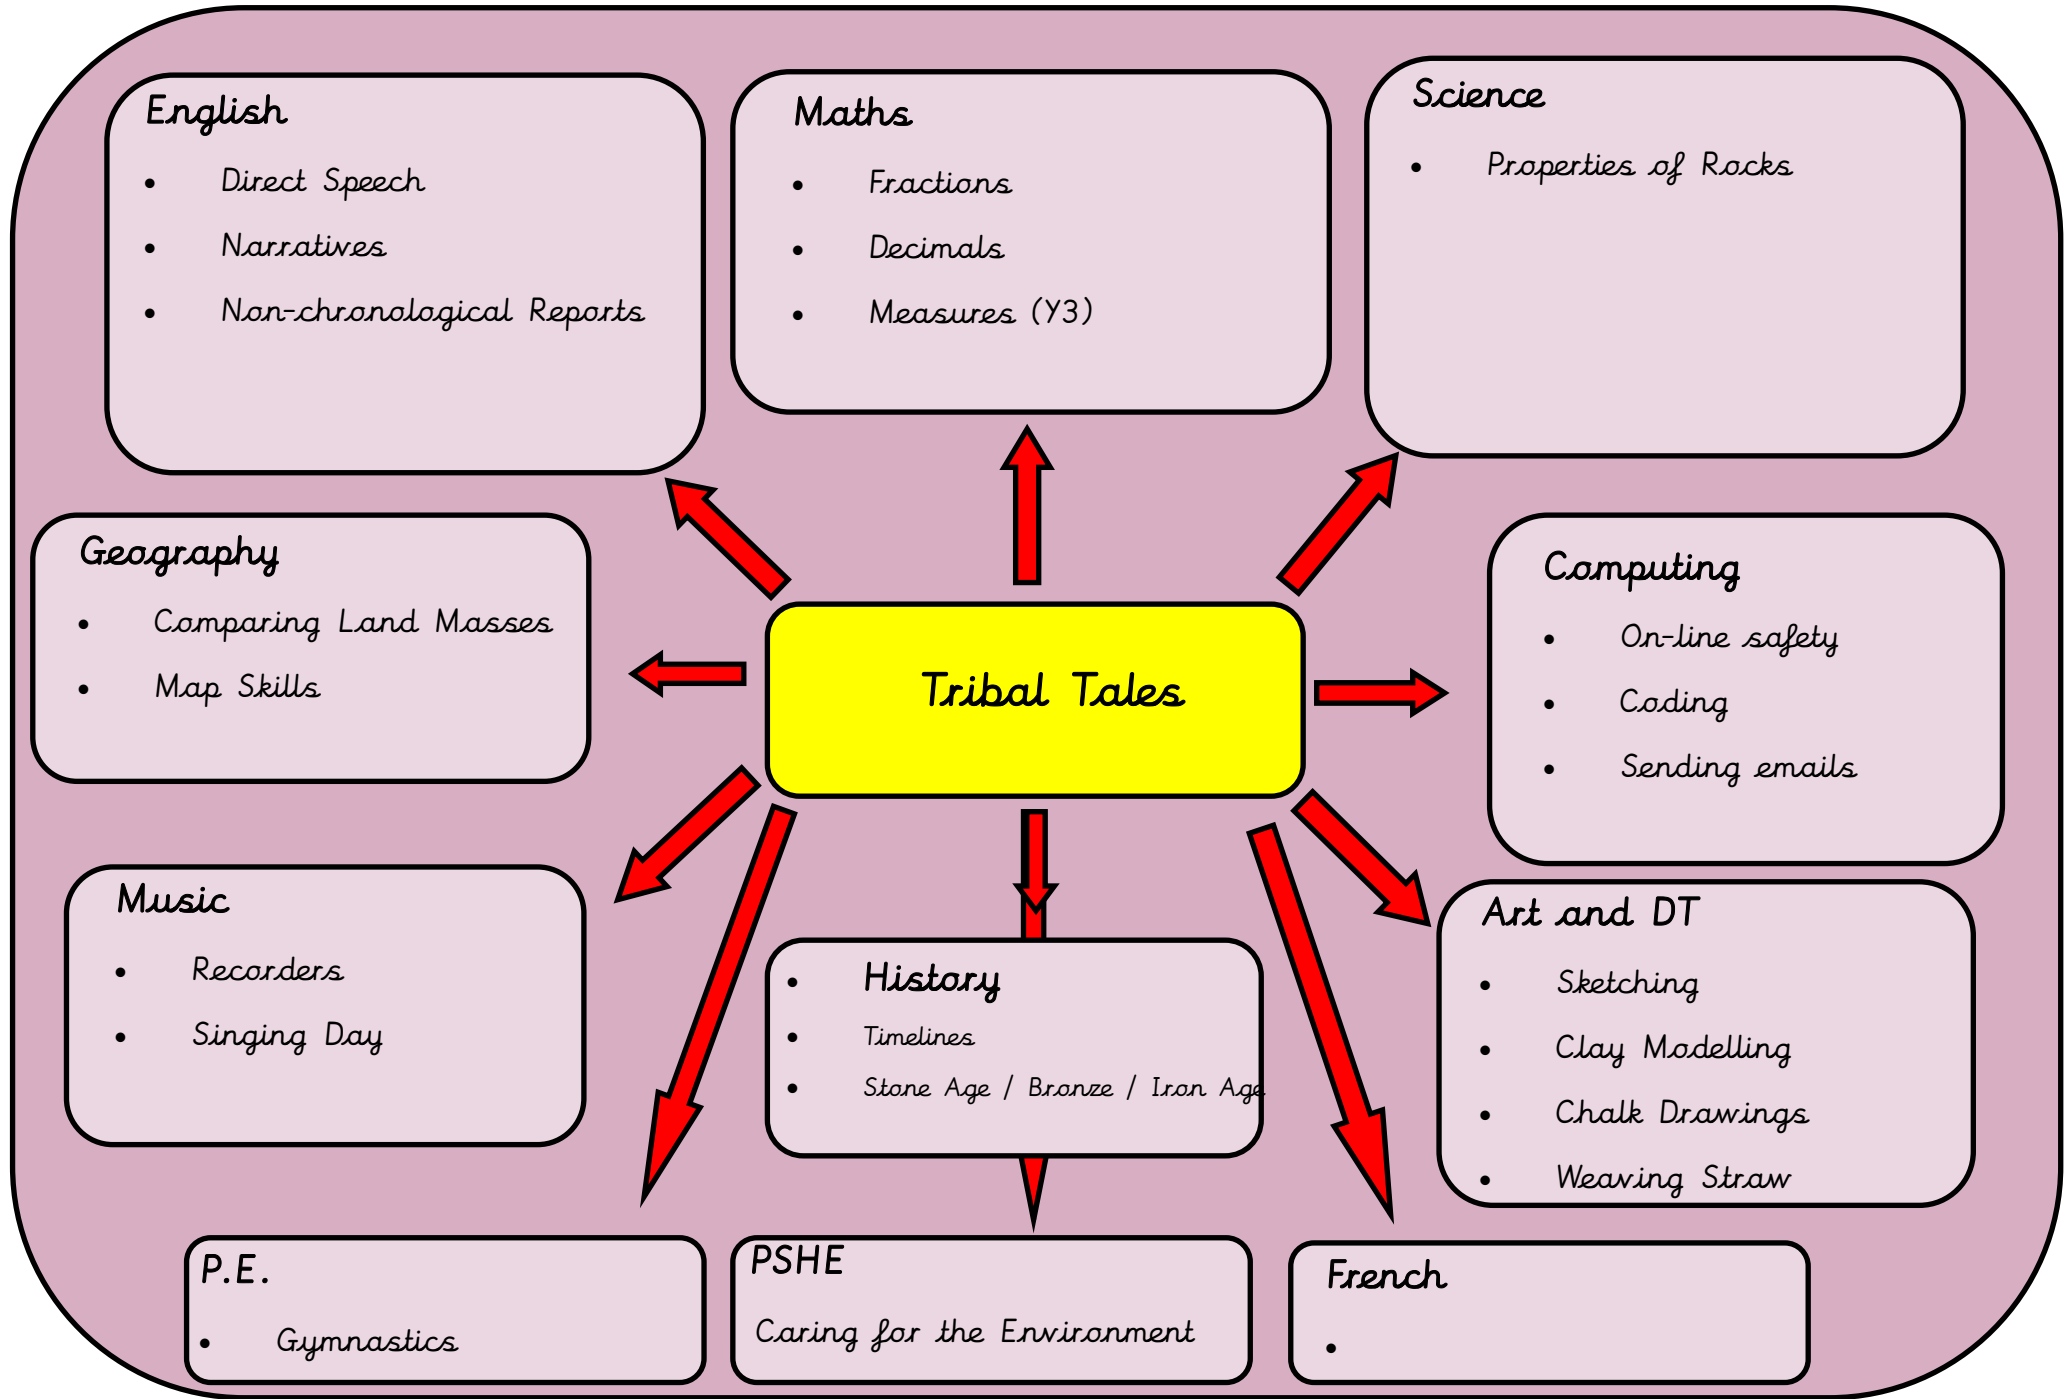 English
• Direct Speech
• Narratives
• Non-chronological Reports
Maths
• Fractions
• Decimals
• Measures (Y3)
Science
• Properties of Rocks
Geography
• Comparing Land Masses
• Map Skills
Tribal Tales
Computing
• On-line safety
• Coding
• Sending emails
Music
• Recorders
• Singing Day
• History
• Timelines
• Stone Age / Bronze / Iron Age
Art and DT
• Sketching
• Clay Modelling
• Chalk Drawings
• Weaving Straw
P.E.
• Gymnastics
PSHE
Caring for the Environment
French
•